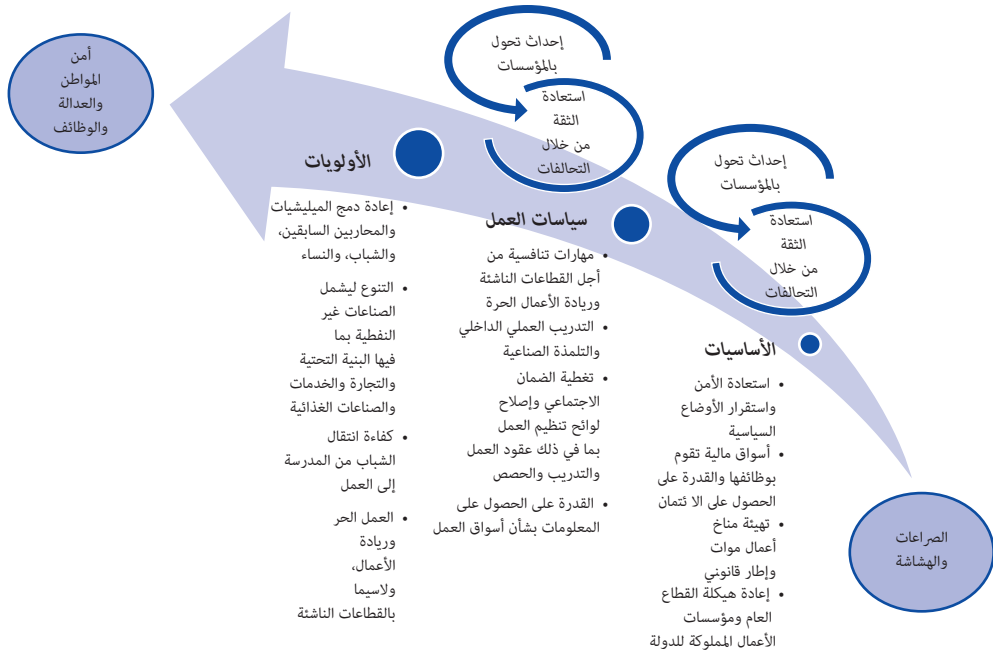 أمن
المواطن
والعدالة
والوظائف
إحداث تحول
بالمؤسسات
استعادة
الثقة
من خلال
التحالفات
إحداث تحول
بالمؤسسات
استعادة
الثقة
من خلال
التحالفات
الأساسيات
• استعادة الأمن
واستقرار الأوضاع
السياسية
• أسواق مالية تقوم
بوظائفها والقدرة على
الحصول على الا ئتمان
• تهيئة مناخ
أعمال موات
وإطار قانوني
• إعادة هيكلة القطاع
العام ومؤسسات
الأعمال المملوكة للدولة
سياسات العمل
• مهارات تنافسية من
أجل القطاعات الناشئة
وريادة الأعمال الحرة
• التدريب العملي الداخلي
والتلمذة الصناعية
• تغطية الضمان
الاجتماعي وإصلاح
لوائح تنظيم العمل
بما في ذلك عقود العمل
والتدريب والحصص
• القدرة على الحصول على
المعلومات بشأن أسواق العمل
الأولويات
• إعادة دمج الميليشيات
والمحاربين السابقين،
والشباب، والنساء
• التنوع ليشمل
الصناعات غير
النفطية بما
فيها البنية التحتية
والتجارة والخدمات
والصناعات الغذائية
• كفاءة انتقال
الشباب من المدرسة
إلى العمل
• العمل الحر
وريادة
الأعمال،
ولاسيما
بالقطاعات الناشئة
الصراعات
والهشاشة